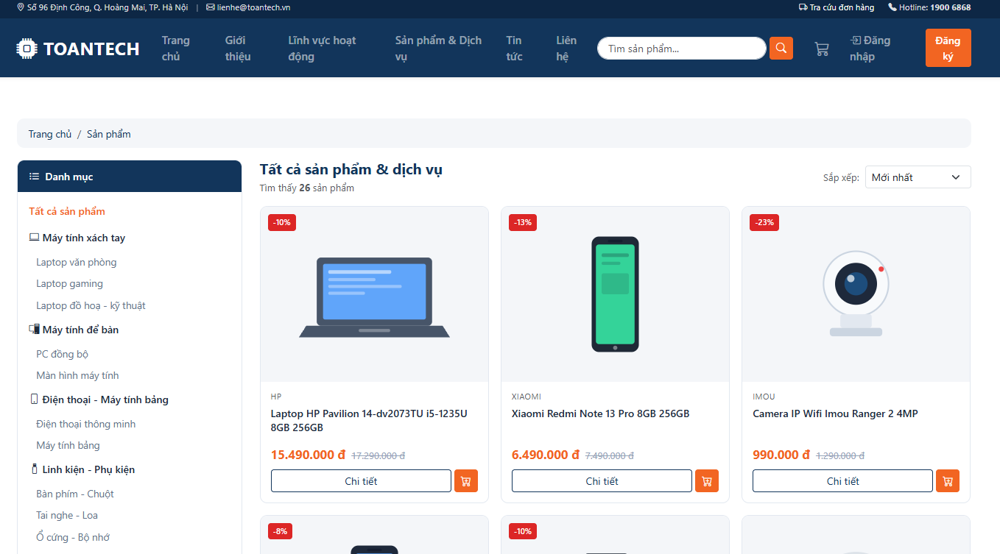 Số 96 Định Công, Q. Hoàng Mai, TP. Hà Nội | lienhe@toantech.vn
Tra cứu đơn hàng Hotline: 1900 6868
TOANTECH
Trang chủ
Giới thiệu
Lĩnh vực hoạt động
Sản phẩm & Dịch vụ
Tin tức
Liên hệ
Tìm sản phẩm...
Đăng nhập
Đăng ký
Trang chủ / Sản phẩm
Danh mục
Tất cả sản phẩm
Máy tính xách tay
Laptop văn phòng
Laptop gaming
Laptop đồ hoạ - kỹ thuật
Máy tính để bàn
PC đồng bộ
Màn hình máy tính
Điện thoại - Máy tính bảng
Điện thoại thông minh
Máy tính bảng
Linh kiện - Phụ kiện
Bàn phím - Chuột
Tai nghe - Loa
Ổ cứng - Bộ nhớ
Tất cả sản phẩm & dịch vụ
Tìm thấy 26 sản phẩm
Sắp xếp: Mới nhất
-10%
HP
Laptop HP Pavilion 14-dv2073TU i5-1235U
8GB 256GB
15.490.000 đ 17.290.000 đ
Chi tiết
-13%
XIAOMI
Xiaomi Redmi Note 13 Pro 8GB 256GB
6.490.000 đ 7.490.000 đ
Chi tiết
-23%
IMOU
Camera IP Wifi Imou Ranger 2 4MP
990.000 đ 1.290.000 đ
Chi tiết
-8%
-10%